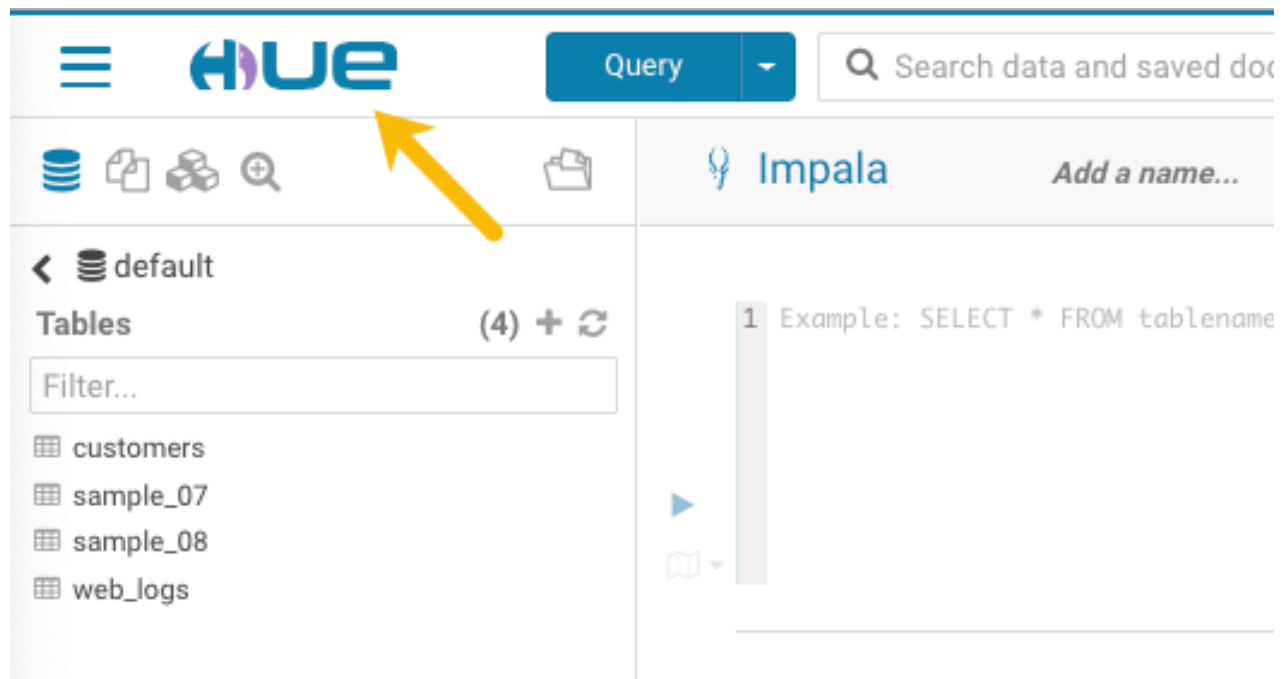 HUE
Query
Search data and saved
Impala
Add a name...
default
Tables (4)
Filter...
1 Example: SELECT * FROM tablename
customers
sample_07
sample_08
web_logs